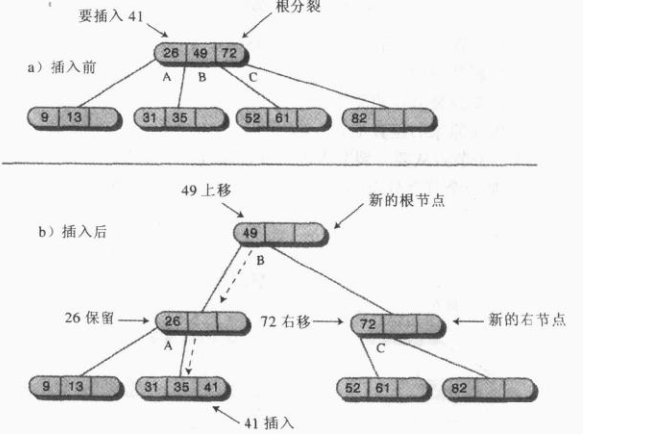 要插入 41
根分裂
26 49 72
a）插入前
A B C
9 13
31 35
52 61
82
49 上移
新的根节点
b）插入后
49
B
26 保留
26
72 右移
72
新的右节点
A
C
9 13
31 35 41
52 61
82
41 插入